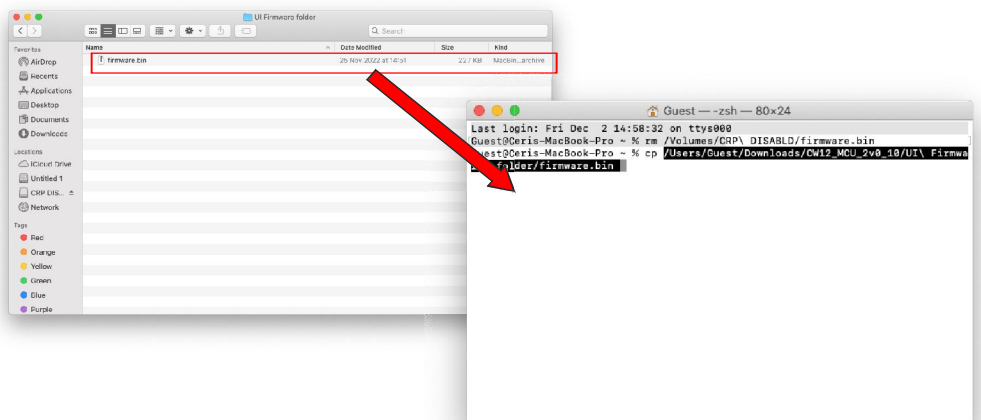 UI Firmware folder
Search
Favorites
AirDrop
Recents
Applications
Desktop
Documents
Downloads
Locations
iCloud Drive
Untitled 1
CRP DIS...
Network
Tags
Red
Orange
Yellow
Green
Blue
Purple
Name Date Modified Size Kind
firmware.bin 25 Nov 2022 at 14:51 227 KB MacBin...archive
Guest — -zsh — 80×24
Last login: Fri Dec 2 14:58:32 on ttys000
Guest@Ceris-MacBook-Pro ~ % rm /Volumes/CRP\ DISABLD/firmware.bin
Guest@Ceris-MacBook-Pro ~ % cp /Users/Guest/Downloads/CW12_MCU_2v0_10/UI\ Firmwa
folder/firmware.bin